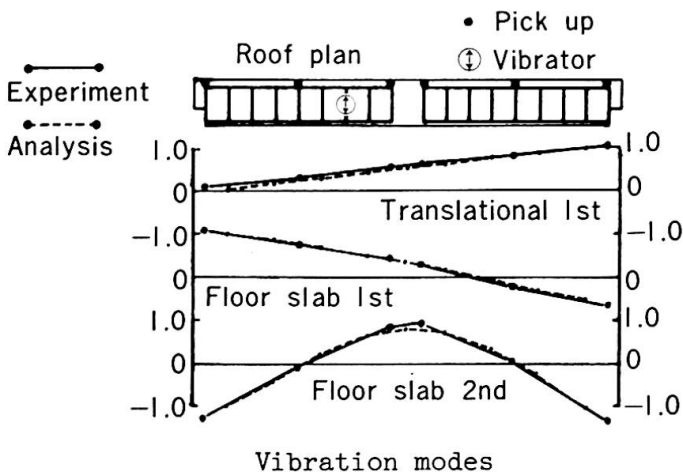 • Pick up
Roof plan
Vibrator
Experiment
Analysis
1.0 1.0
0 0
Translational 1st
-1.0 -1.0
0 0
Floor slab 1st
1.0 1.0
0 0
Floor slab 2nd
-1.0 -1.0
Vibration modes